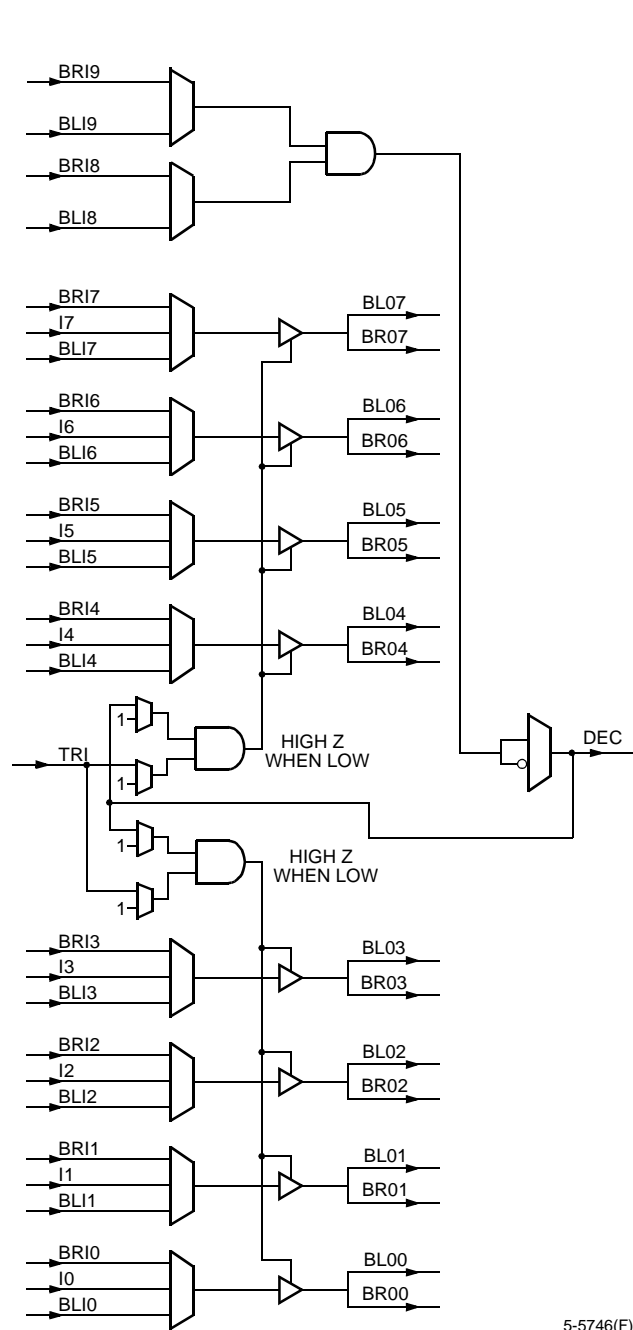 BRI9
BLI9
BRI8
BLI8
BRI7
I7
BLI7
BL07
BR07
BRI6
I6
BLI6
BL06
BR06
BRI5
I5
BLI5
BL05
BR05
BRI4
I4
BLI4
BL04
BR04
1
HIGH Z
WHEN LOW
TRI
1
DEC
1
HIGH Z
WHEN LOW
1
BRI3
I3
BLI3
BL03
BR03
BRI2
I2
BLI2
BL02
BR02
BRI1
I1
BLI1
BL01
BR01
BRI0
I0
BLI0
BL00
BR00
5-5746(F)